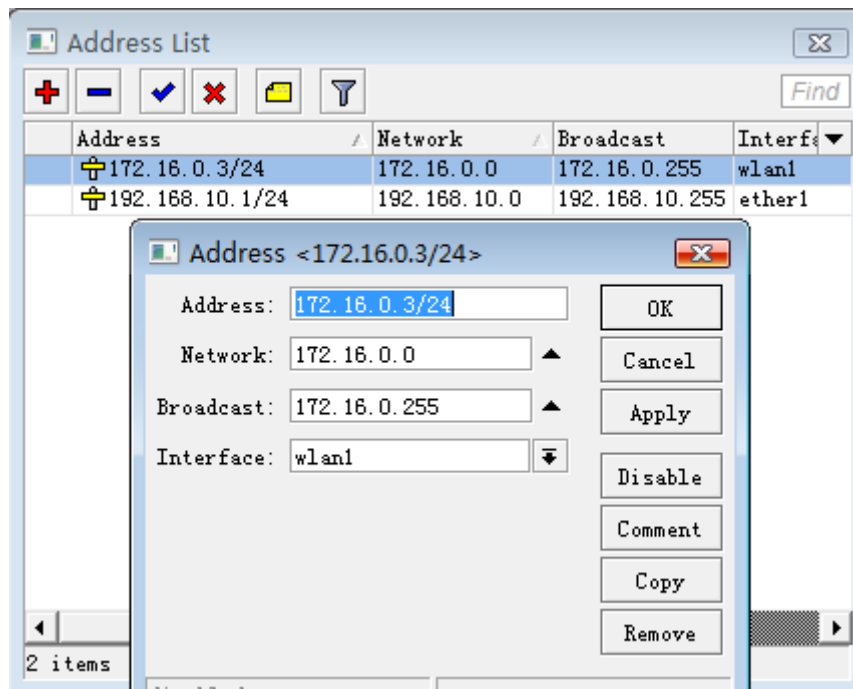 Address List
Find
Address Network Broadcast Interf
172.16.0.3/24 172.16.0.0 172.16.0.255 wlan1
192.168.10.1/24 192.168.10.0 192.168.10.255 ether1
Address <172.16.0.3/24>
Address: 172.16.0.3/24
OK
Network: 172.16.0.0
Cancel
Broadcast: 172.16.0.255
Apply
Interface: wlan1
Disable
Comment
Copy
Remove
2 items